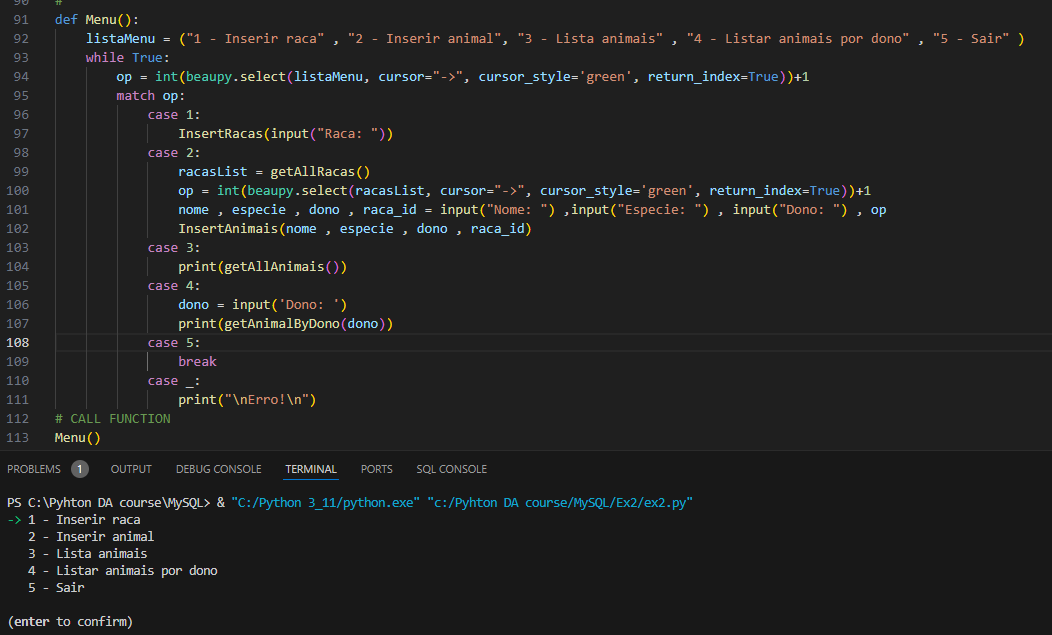 90 #
91 def Menu():
92     listaMenu = ("1 - Inserir raca" , "2 - Inserir animal", "3 - Lista animais" , "4 - Listar animais por dono" , "5 - Sair" )
93     while True:
94         op = int(beaupy.select(listaMenu, cursor="->", cursor_style='green', return_index=True))+1
95         match op:
96             case 1:
97                 InsertRacas(input("Raca: "))
98             case 2:
99                 racasList = getAllRacas()
100                 op = int(beaupy.select(racasList, cursor="->", cursor_style='green', return_index=True))+1
101                 nome , especie , dono , raca_id = input("Nome: ") ,input("Especie: ") , input("Dono: ") , op
102                 InsertAnimais(nome , especie , dono , raca_id)
103             case 3:
104                 print(getAllAnimais())
105             case 4:
106                 dono = input('Dono: ')
107                 print(getAnimalByDono(dono))
108             case 5:
109                 break
110             case _:
111                 print("\nErro!\n")
112 # CALL FUNCTION
113 Menu()
PROBLEMS 1 OUTPUT DEBUG CONSOLE TERMINAL PORTS SQL CONSOLE
PS C:\Pyhton DA course\MySQL> & "C:/Python 3_11/python.exe" "c:/Pyhton DA course/MySQL/Ex2/ex2.py"
-> 1 - Inserir raca
2 - Inserir animal
3 - Lista animais
4 - Listar animais por dono
5 - Sair
(enter to confirm)